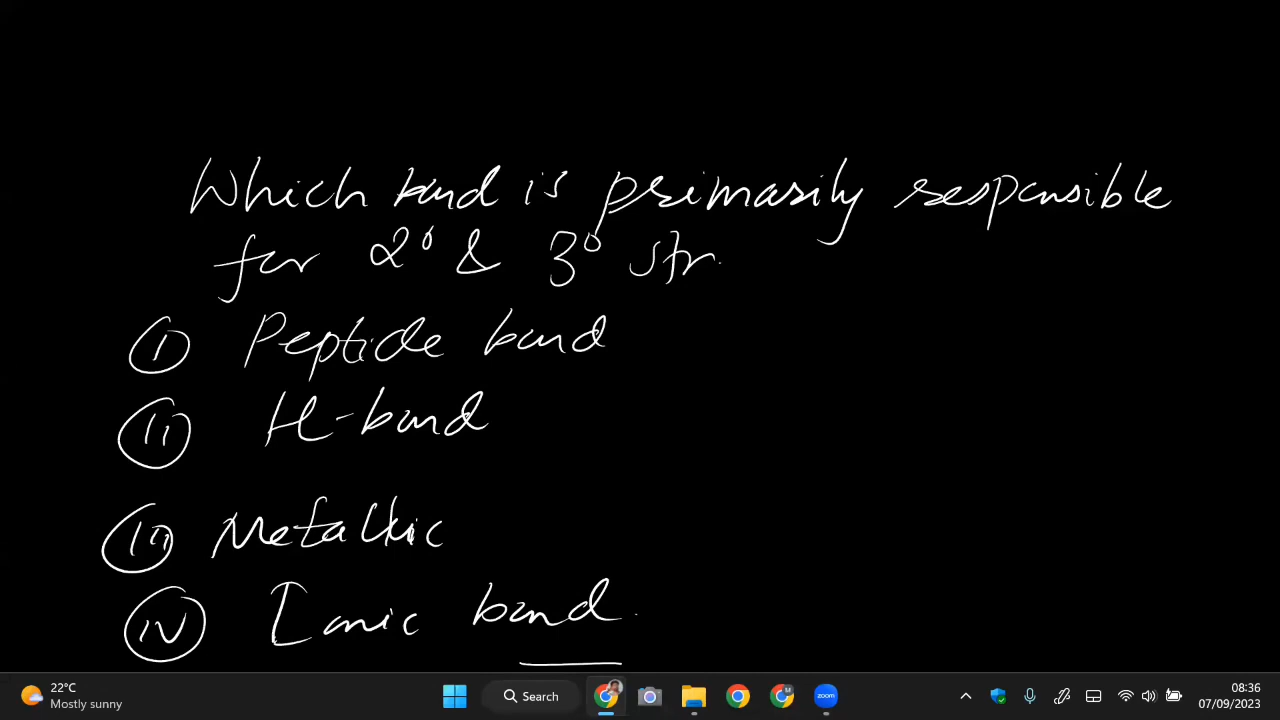 Which bond is primarily responsible
for 2° & 3° str.
i Peptide bond
ii H-bond
iii Metallic
iv Ionic bond.
22°C
Mostly sunny
Search
zoom
08:36
07/09/2023